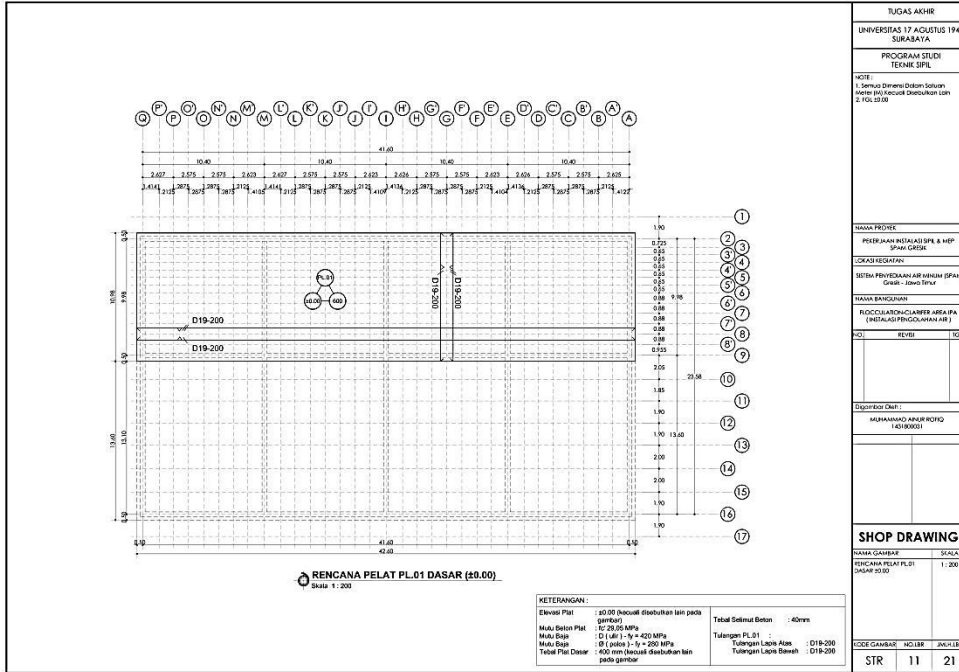 TUGAS AKHIR
UNIVERSITAS 17 AGUSTUS 194
SURABAYA
PROGRAM STUDI
TEKNIK SIPIL
NOTE :
1. Semua Dimensi Dalam Satuan
Meter (M) Kecuali Disebutkan Lain
2. FGL ±0.00
NAMA PROYEK
PEKERJAAN INSTALASI SIPIL & MEP
SPAM GRESIK
LOKASI KEGIATAN
SISTEM PENYEDIAAN AIR MINUM (SPAM
Gresik - Jawa Timur
NAMA BANGUNAN
FLOCCULATION-CLARIFER AREA IPA
( INSTALASI PENGOLAHAN AIR )
NO. REVISI
Digambar Oleh :
MUHAMMAD AINUR ROFIQ
SHOP DRAWING
NAMA GAMBAR SKALA
RENCANA PELAT PL.01
DASAR ±0.00
1 : 200
KODE GAMBAR NO.LBR JMLH.LB
STR 11 21
Q P' P O' O N' N M' M L' L K' K J' J I' I H' H G' G F' F E' E D' D C' C B' B A' A
41.60
10.40 10.40 10.40 10.40
2.627 2.575 2.575 2.623 2.627 2.575 2.575 2.623 2.626 2.575 2.575 2.623 2.626 2.575 2.575 2.625
1
2
3
3'
4
4'
5
5'
6
6'
7
7'
8
8'
9
10
11
12
13
14
15
16
17
1.90
0.725
0.65
0.65
0.65
0.65
0.65
0.65
0.88
0.88
0.88
0.88
0.955
2.05
1.85
1.90
1.90
2.00
2.00
1.90
1.90
9.98
13.60
23.58
0.50
10.98
9.98
0.50
13.60
13.10
0.50
PL.01
±0.00 600
D19-200
D19-200
D19-200
D19-200
0.50 41.60 0.50
42.60
RENCANA PELAT PL.01 DASAR (±0.00)
Skala 1 : 200
KETERANGAN :
Elevasi Plat : ±0.00 (kecuali disebutkan lain pada
gambar)
Mutu Beton Plat : fc' 29,05 MPa
Mutu Baja : D ( ulir ) - fy = 420 MPa
Mutu Baja : Ø ( polos ) - fy = 280 MPa
Tebal Plat Dasar : 400 mm (kecuali disebutkan lain
pada gambar
Tebal Selimut Beton : 40mm
Tulangan PL.01 :
Tulangan Lapis Atas : D19-200
Tulangan Lapis Bawah : D19-200